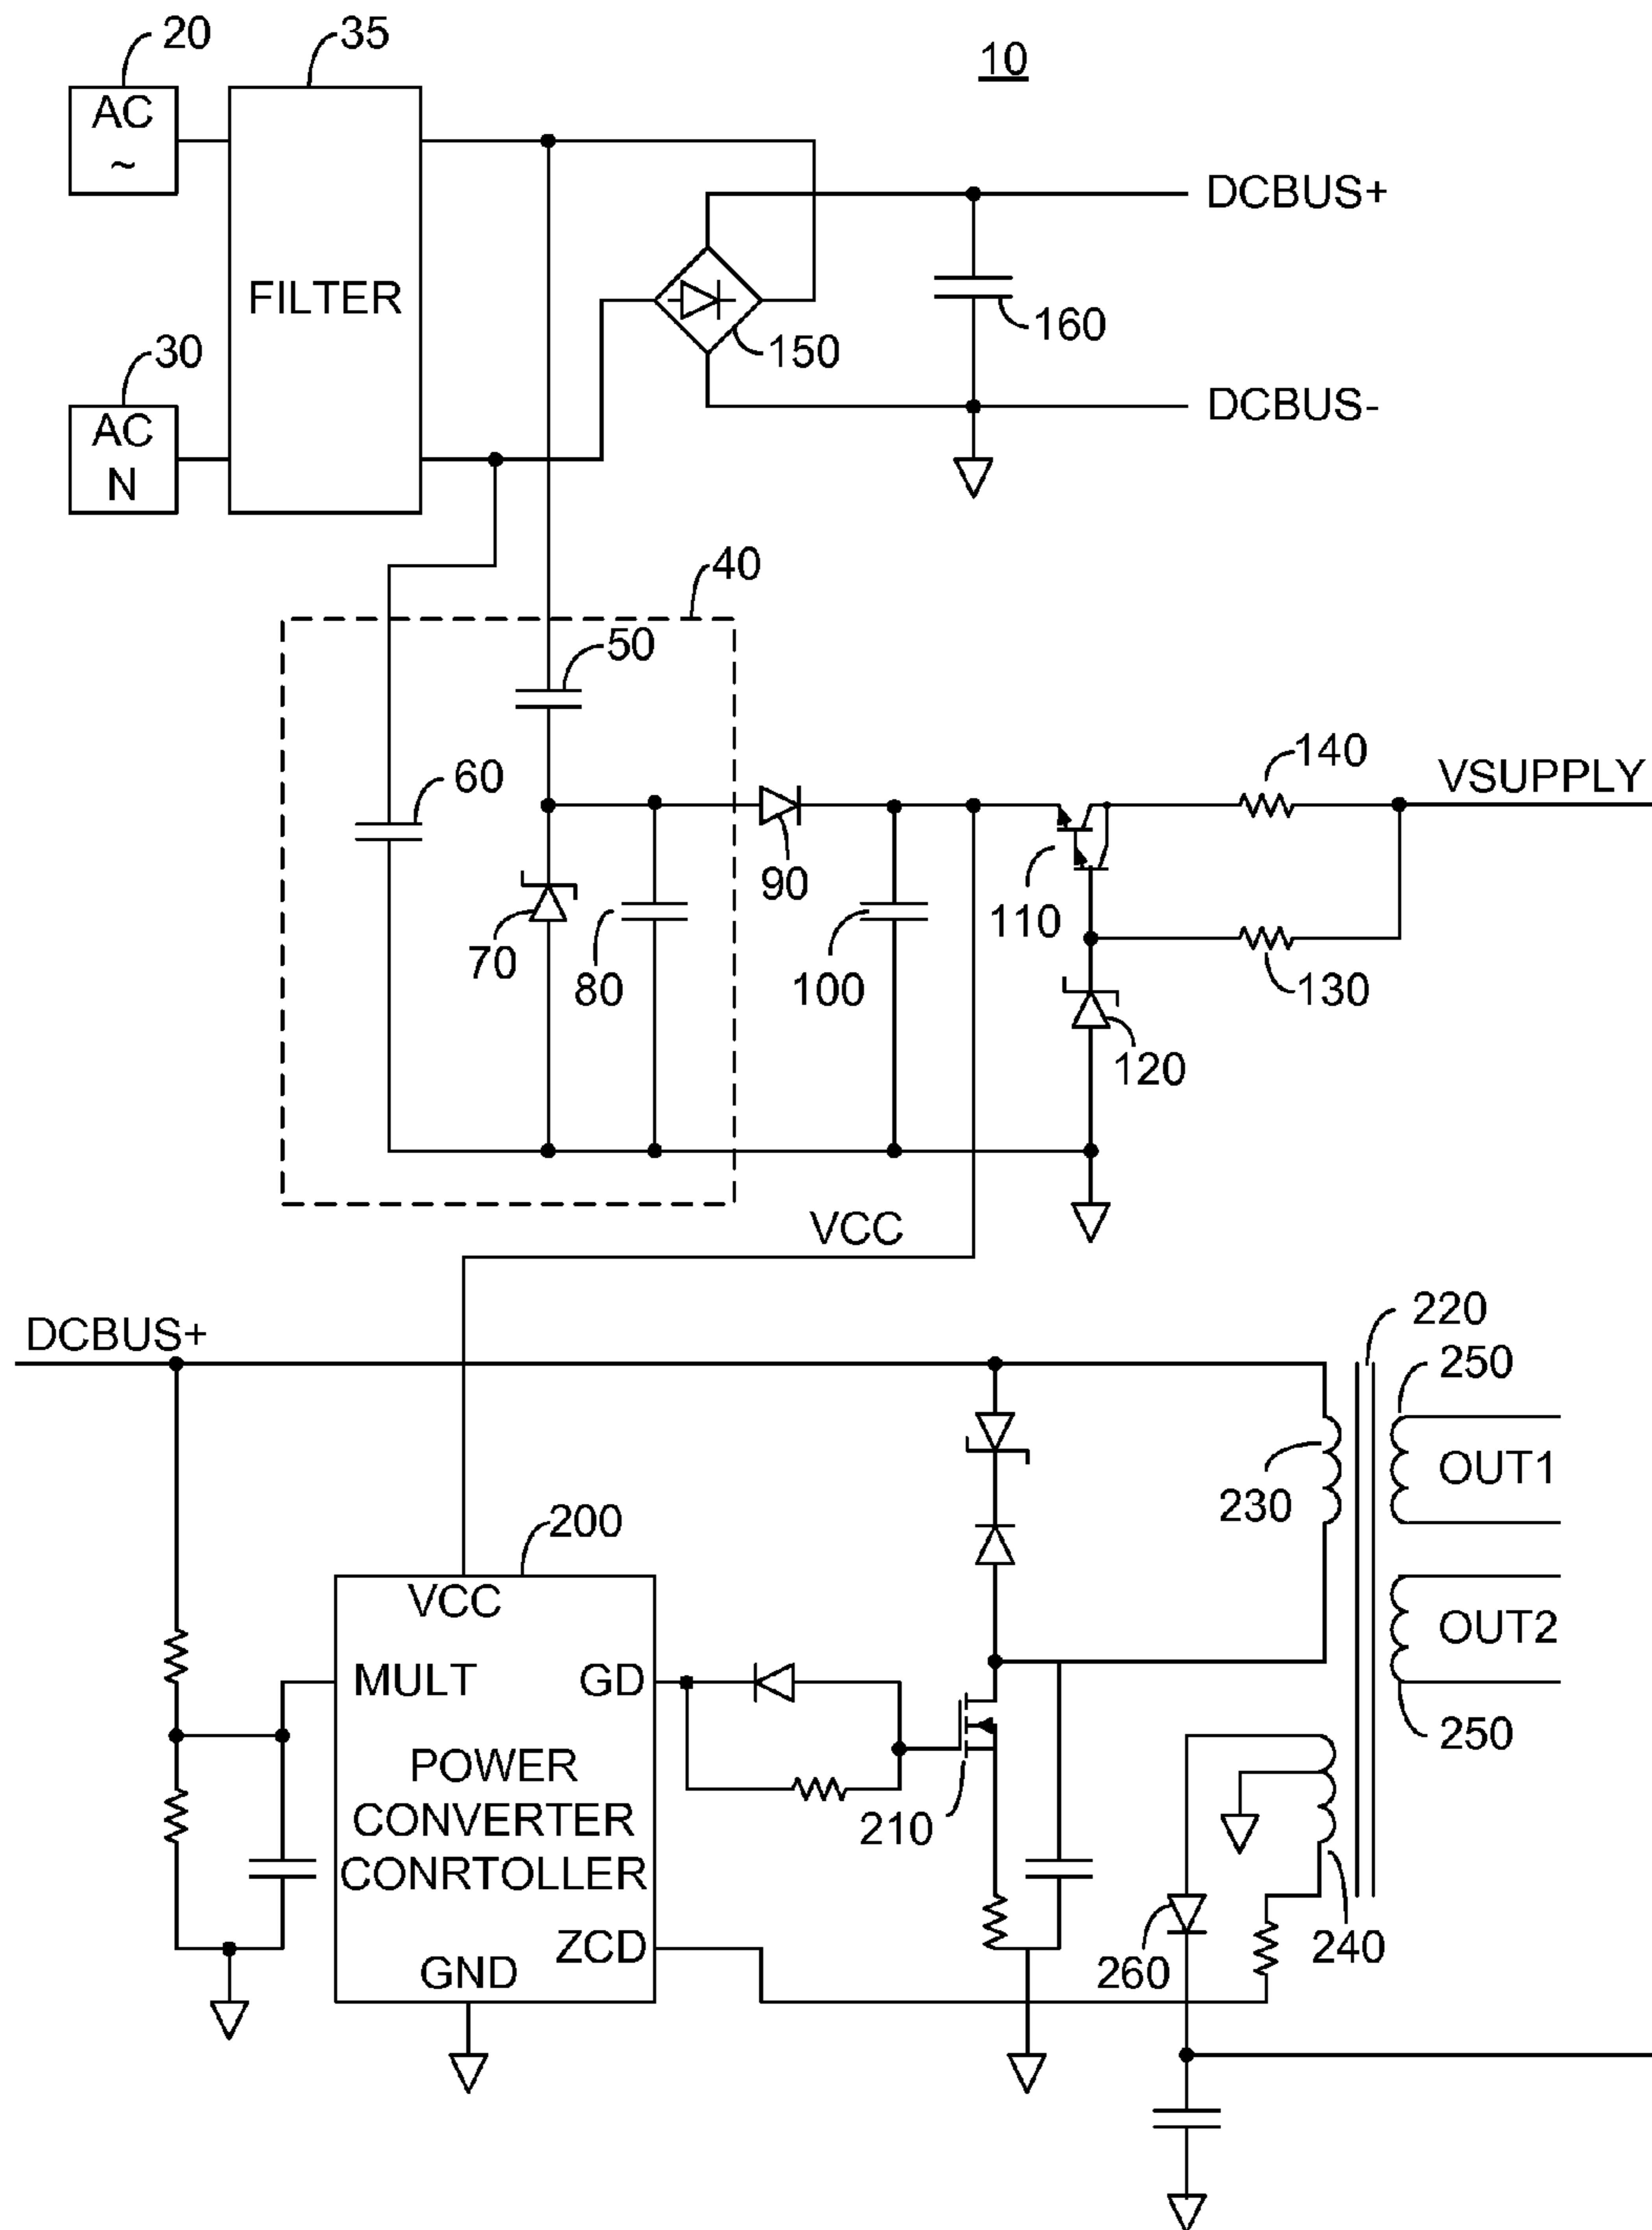 20
35
10
AC
~
FILTER
DCBUS+
160
150
30
AC
N
DCBUS-
40
50
60
70
80
90
100
110
140
VSUPPLY
130
120
VCC
DCBUS+
220
250
230
OUT1
200
VCC
MULT
GD
OUT2
250
POWER
CONVERTER
CONRTOLLER
210
ZCD
GND
260
240